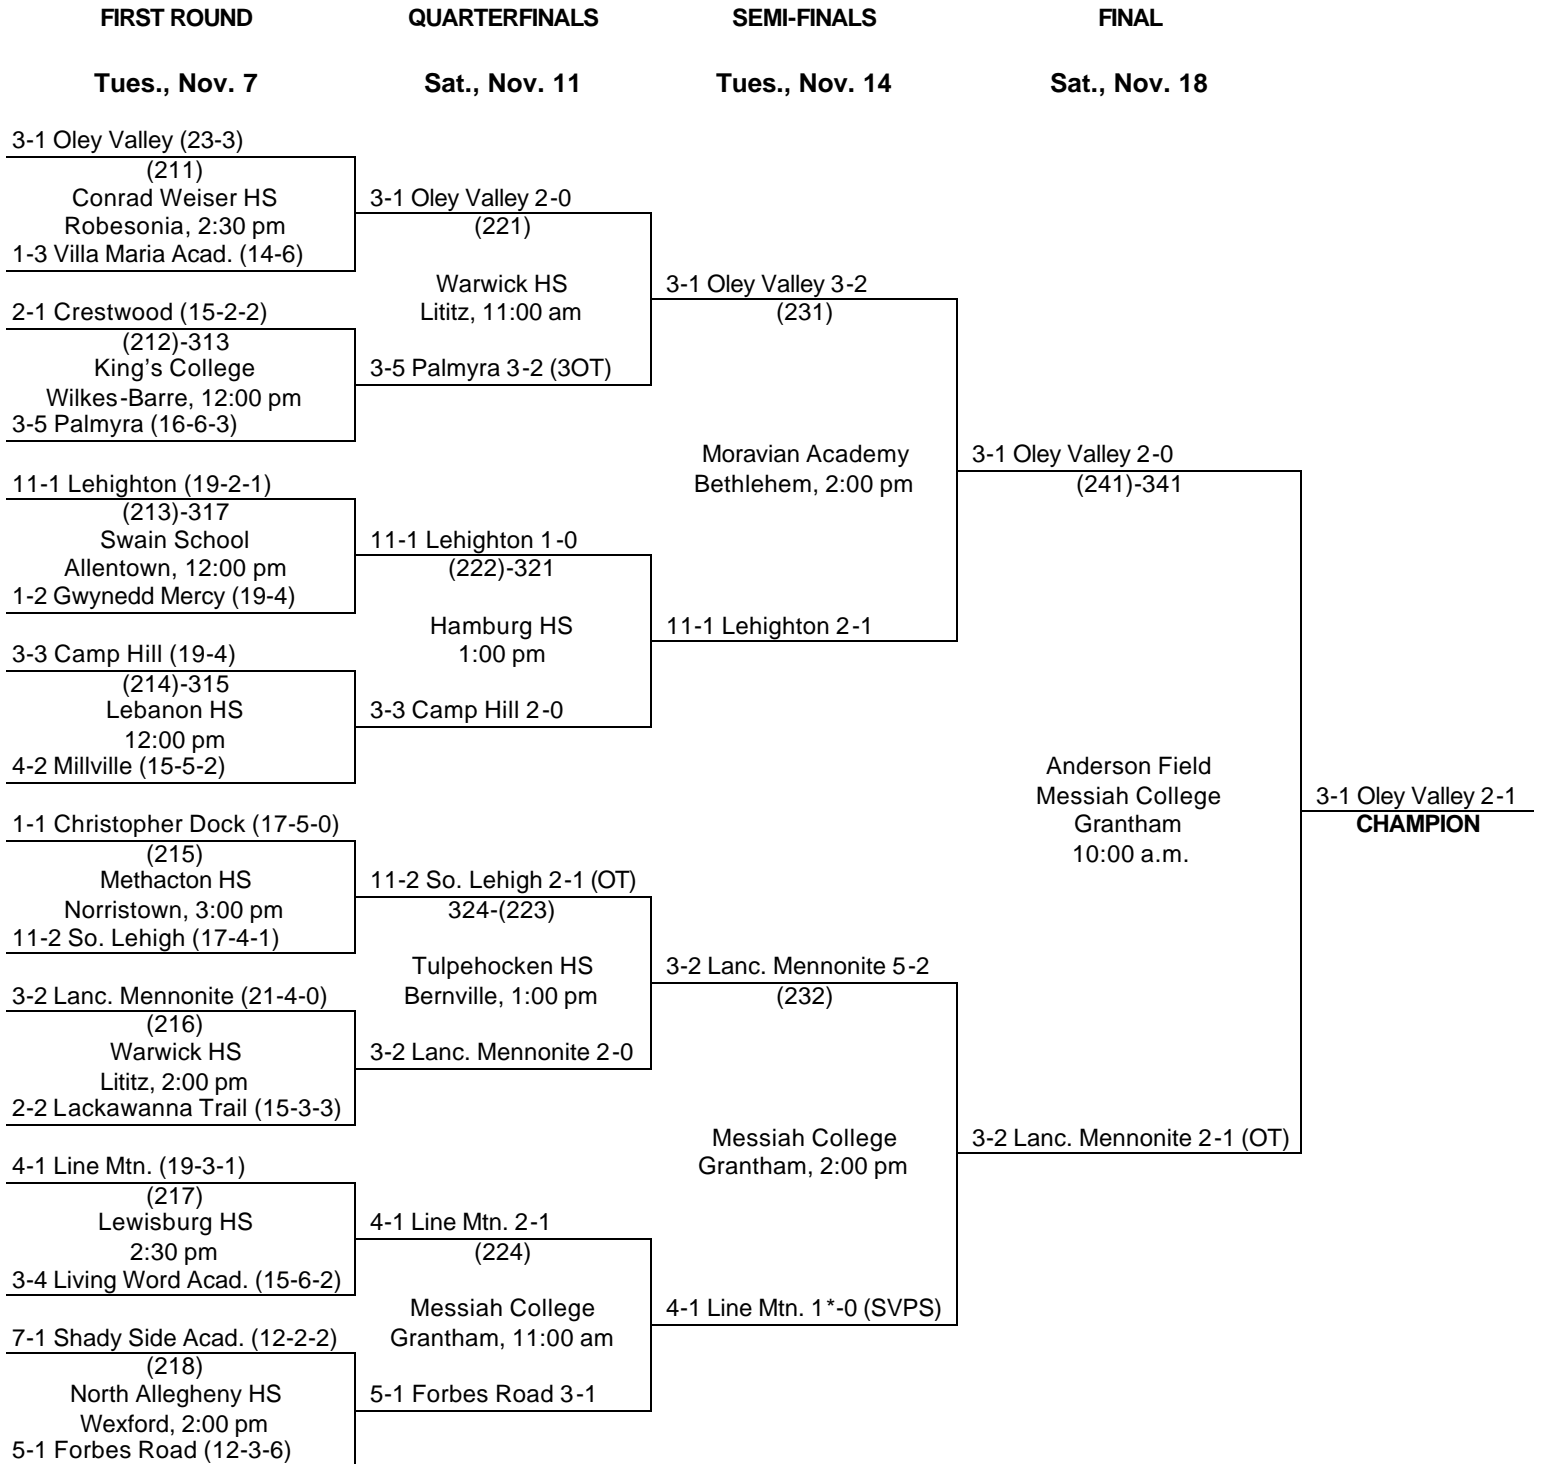 FIRST ROUND
QUARTERFINALS
SEMI-FINALS
FINAL
Tues., Nov. 7
Sat., Nov. 11
Tues., Nov. 14
Sat., Nov. 18
3-1 Oley Valley (23-3)
(211)
Conrad Weiser HS
Robesonia, 2:30 pm
1-3 Villa Maria Acad. (14-6)
2-1 Crestwood (15-2-2)
(212)-313
King's College
Wilkes-Barre, 12:00 pm
3-5 Palmyra (16-6-3)
11-1 Lehighton (19-2-1)
(213)-317
Swain School
Allentown, 12:00 pm
1-2 Gwynedd Mercy (19-4)
3-3 Camp Hill (19-4)
(214)-315
Lebanon HS
12:00 pm
4-2 Millville (15-5-2)
1-1 Christopher Dock (17-5-0)
(215)
Methacton HS
Norristown, 3:00 pm
11-2 So. Lehigh (17-4-1)
3-2 Lanc. Mennonite (21-4-0)
(216)
Warwick HS
Lititz, 2:00 pm
2-2 Lackawanna Trail (15-3-3)
4-1 Line Mtn. (19-3-1)
(217)
Lewisburg HS
2:30 pm
3-4 Living Word Acad. (15-6-2)
7-1 Shady Side Acad. (12-2-2)
(218)
North Allegheny HS
Wexford, 2:00 pm
5-1 Forbes Road (12-3-6)
3-1 Oley Valley 2-0
(221)
Warwick HS
Lititz, 11:00 am
3-5 Palmyra 3-2 (3OT)
11-1 Lehighton 1-0
(222)-321
Hamburg HS
1:00 pm
3-3 Camp Hill 2-0
11-2 So. Lehigh 2-1 (OT)
324-(223)
Tulpehocken HS
Bernville, 1:00 pm
3-2 Lanc. Mennonite 2-0
4-1 Line Mtn. 2-1
(224)
Messiah College
Grantham, 11:00 am
5-1 Forbes Road 3-1
3-1 Oley Valley 3-2
(231)
Moravian Academy
Bethlehem, 2:00 pm
11-1 Lehighton 2-1
3-2 Lanc. Mennonite 5-2
(232)
Messiah College
Grantham, 2:00 pm
4-1 Line Mtn. 1*-0 (SVPS)
3-1 Oley Valley 2-0
(241)-341
Anderson Field
Messiah College
Grantham
10:00 a.m.
3-2 Lanc. Mennonite 2-1 (OT)
3-1 Oley Valley 2-1
CHAMPION